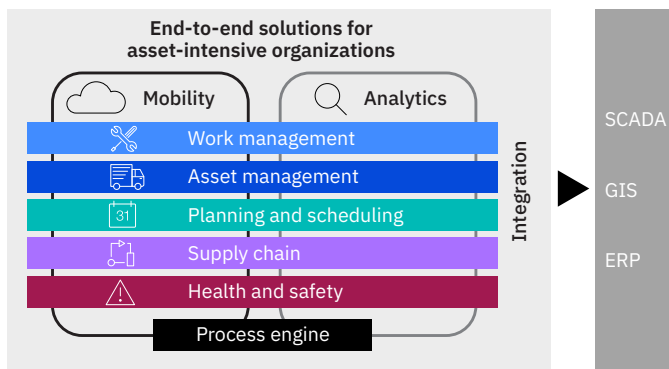 End-to-end solutions for
asset-intensive organizations
Mobility
Analytics
Work management
Asset management
31
Planning and scheduling
Supply chain
Health and safety
Process engine
Integration
SCADA
GIS
ERP